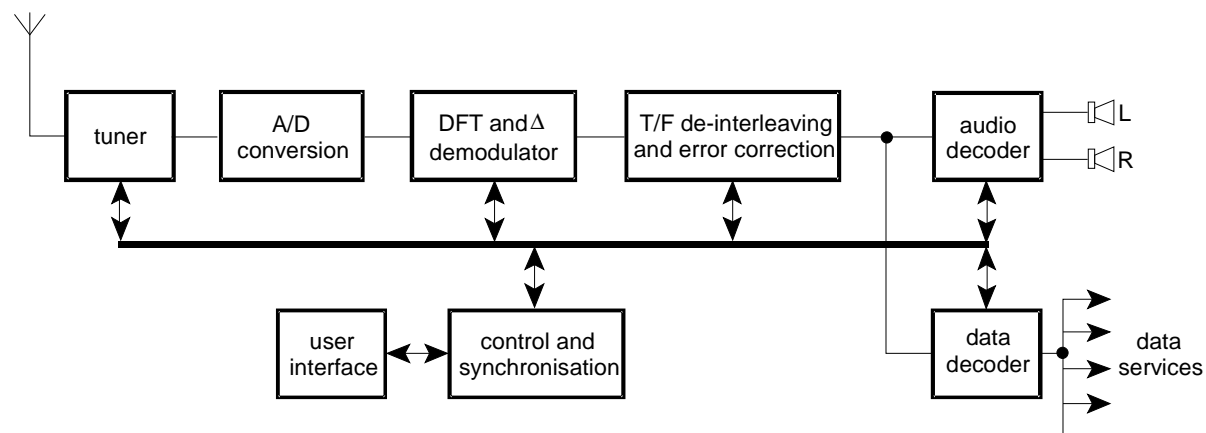 tuner
A/D
conversion
DFT and Δ
demodulator
T/F de-interleaving
and error correction
audio
decoder
L
R
user
interface
control and
synchronisation
data
decoder
data
services